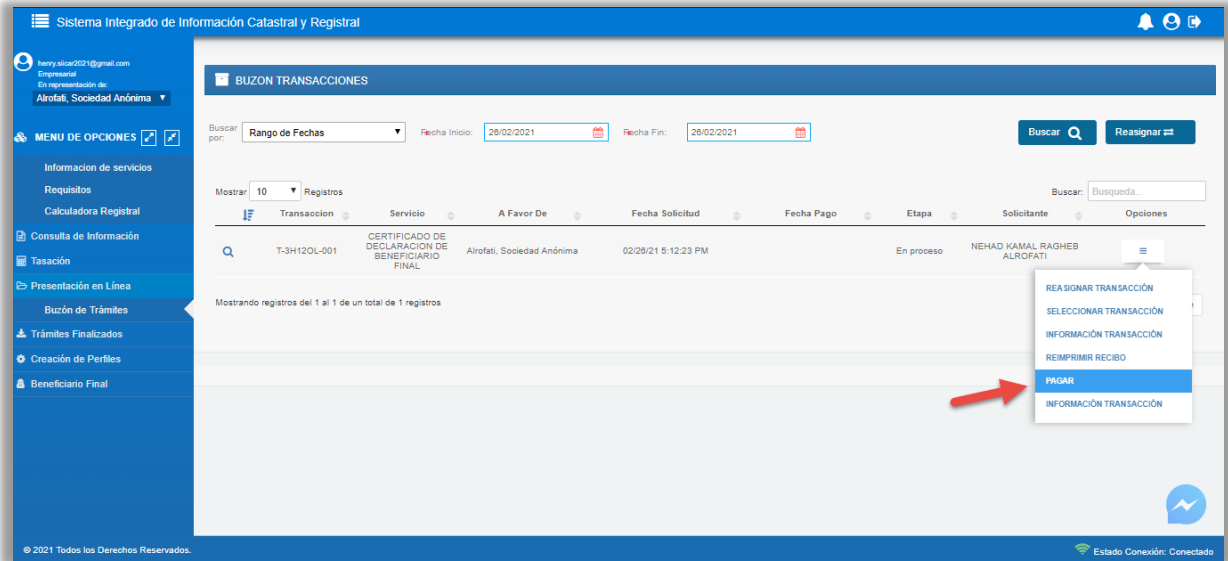 Sistema Integrado de Información Catastral y Registral
henry.slicar2021@gmail.com
Empresarial
En representación de:
Alrofati, Sociedad Anónima
MENU DE OPCIONES
Informacion de servicios
Requisitos
Calculadora Registral
Consulta de Información
Tasación
Presentación en Línea
Buzón de Trámites
Trámites Finalizados
Creación de Perfiles
Beneficiario Final
BUZON TRANSACCIONES
Buscar por: Rango de Fechas Fecha Inicio: 26/02/2021 Fecha Fin: 26/02/2021 Buscar Reasignar
Mostrar 10 Registros Buscar: Busqueda...
Transaccion Servicio A Favor De Fecha Solicitud Fecha Pago Etapa Solicitante Opciones
T-3H12OL-001 CERTIFICADO DE DECLARACION DE BENEFICIARIO FINAL Alrofati, Sociedad Anónima 02/26/21 5:12:23 PM En proceso NEHAD KAMAL RAGHEB ALROFATI
Mostrando registros del 1 al 1 de un total de 1 registros
REASIGNAR TRANSACCIÓN
SELECCIONAR TRANSACCIÓN
INFORMACIÓN TRANSACCIÓN
REIMPRIMIR RECIBO
PAGAR
INFORMACIÓN TRANSACCIÓN
© 2021 Todos los Derechos Reservados.
Estado Conexión: Conectado